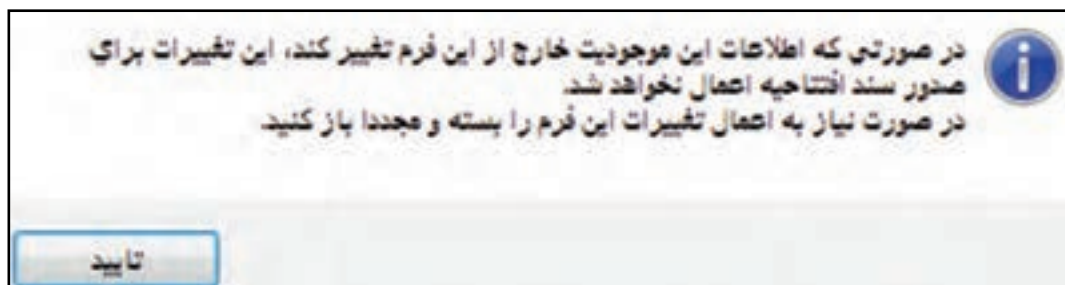 در صورتی که اطلاعات این موجودیت خارج از این فرم تغییر کند، این تغییرات برای
صدور سند افتتاحیه اعمال نخواهد شد.
در صورت نیاز به اعمال تغییرات این فرم را بسته و مجددا باز کنید.
تایید